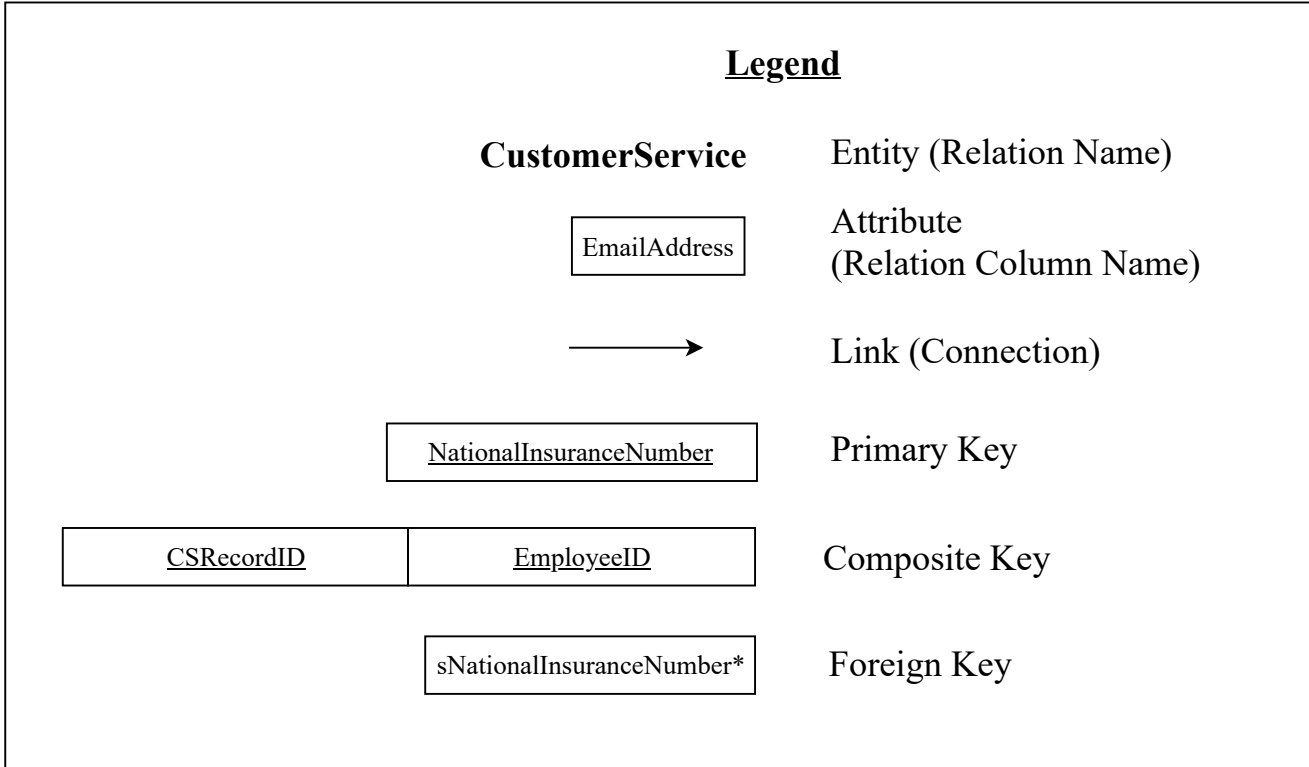 Legend
CustomerService Entity (Relation Name)
EmailAddress Attribute
(Relation Column Name)
Link (Connection)
NationalInsuranceNumber Primary Key
CSRecordID EmployeeID Composite Key
sNationalInsuranceNumber* Foreign Key